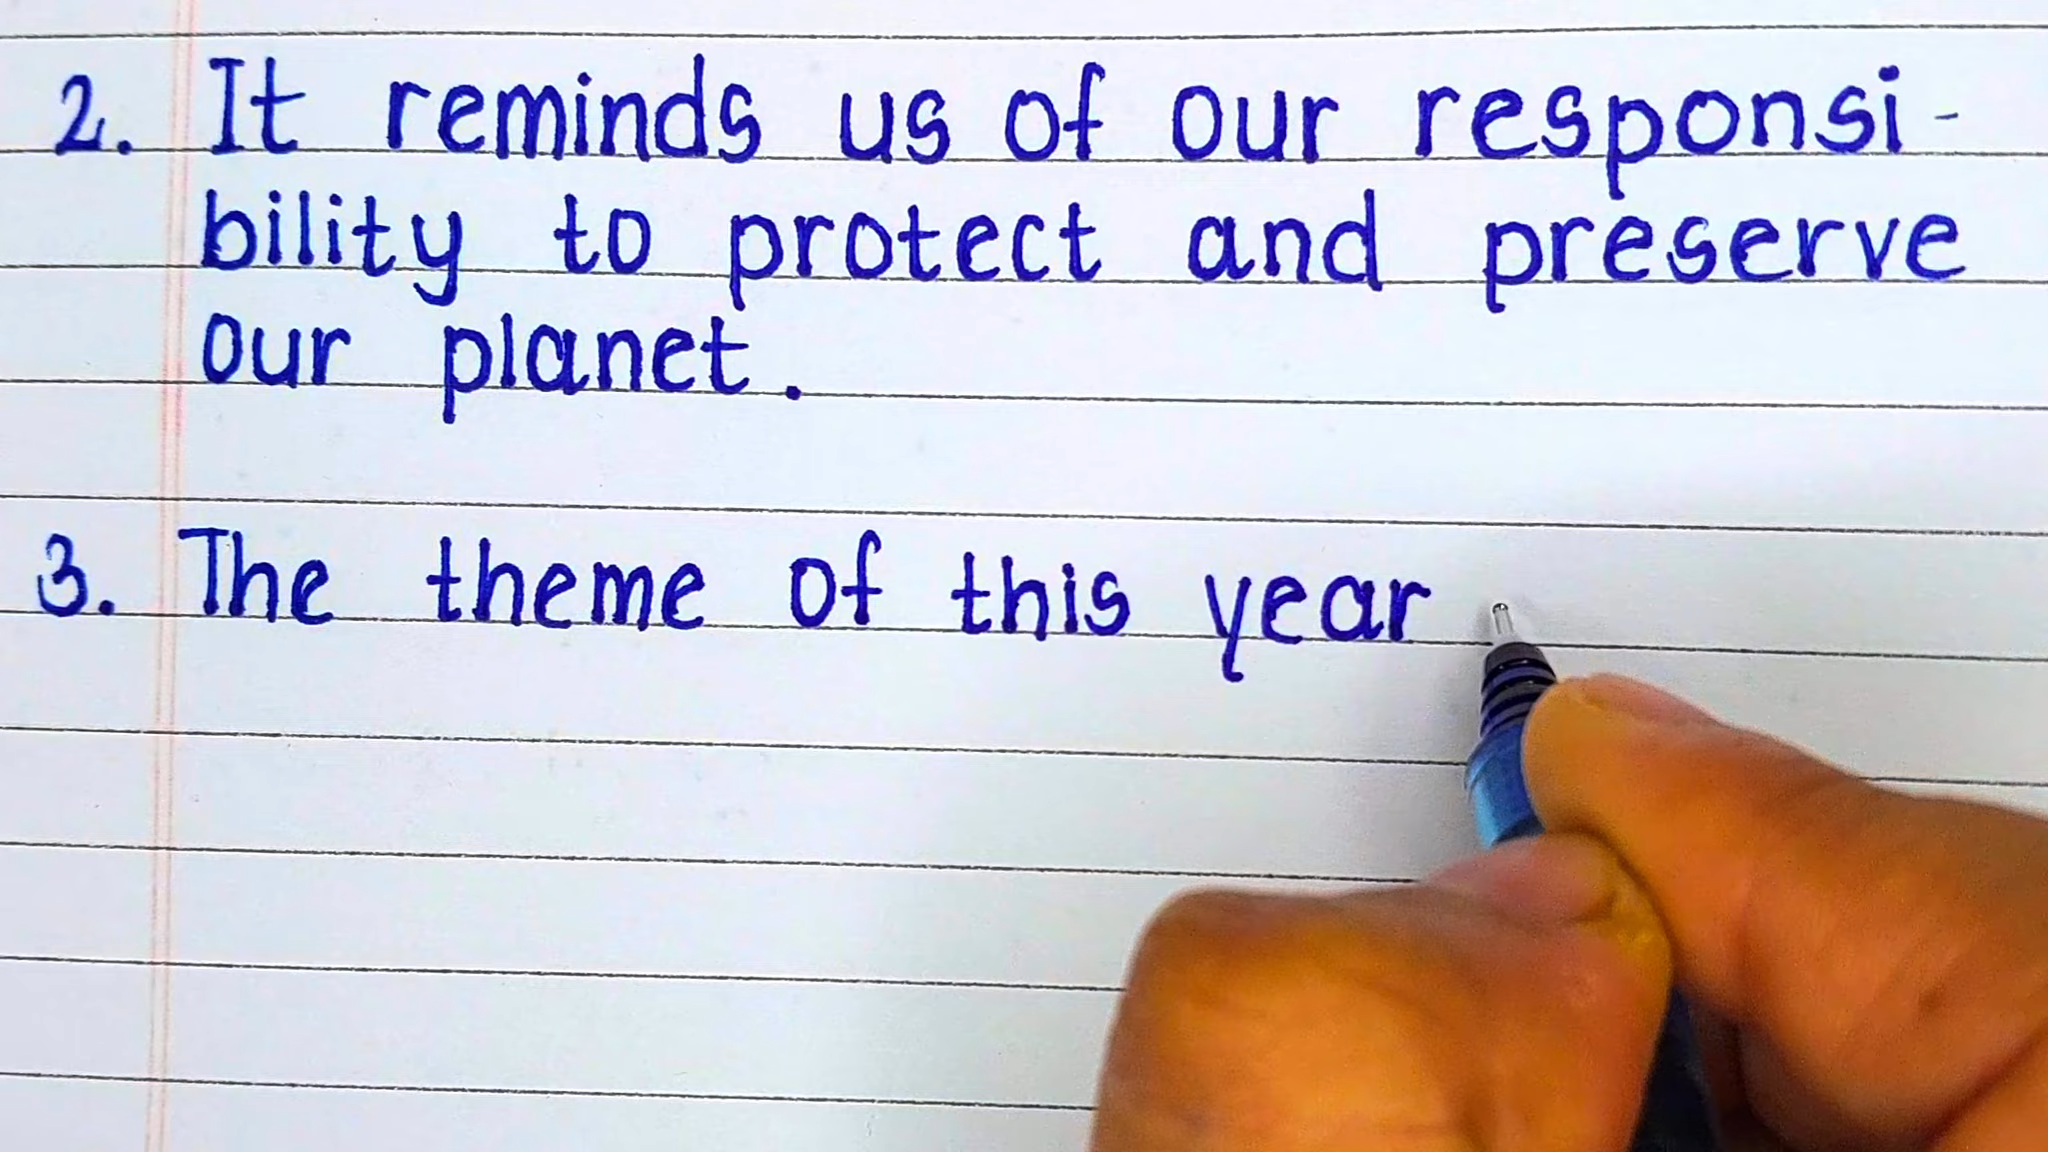 2. It reminds us of our responsi-
bility to protect and preserve
our planet.
3. The theme of this year